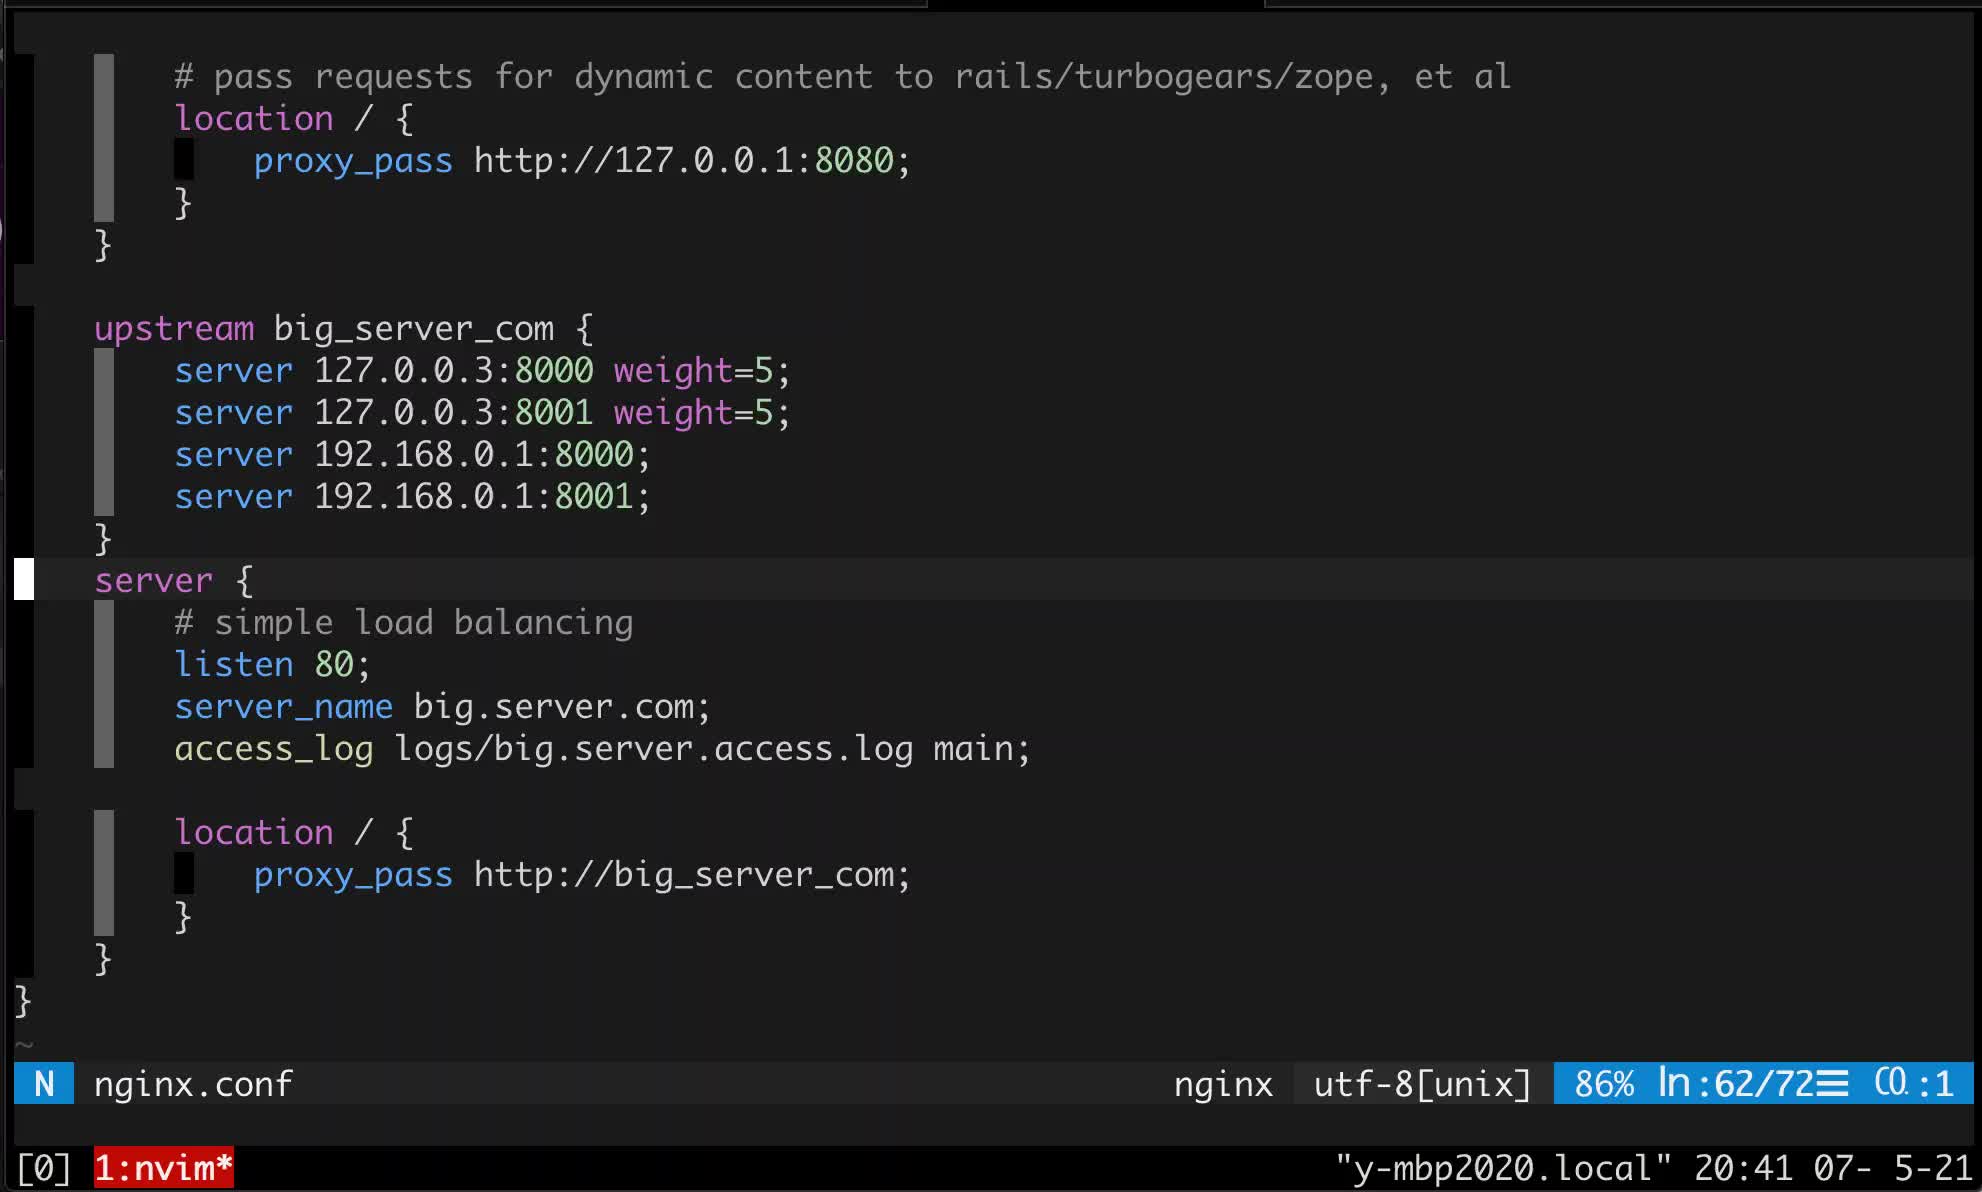 # pass requests for dynamic content to rails/turbogears/zope, et al
location / {
proxy_pass http://127.0.0.1:8080;
}
}
upstream big_server_com {
server 127.0.0.3:8000 weight=5;
server 127.0.0.3:8001 weight=5;
server 192.168.0.1:8000;
server 192.168.0.1:8001;
}
server {
# simple load balancing
listen 80;
server_name big.server.com;
access_log logs/big.server.access.log main;
location / {
proxy_pass http://big_server_com;
}
}
}
~
N nginx.conf nginx utf-8[unix] 86% ln:62/72☰ CO.:1
[0] 1:nvim* "y-mbp2020.local" 20:41 07- 5-21